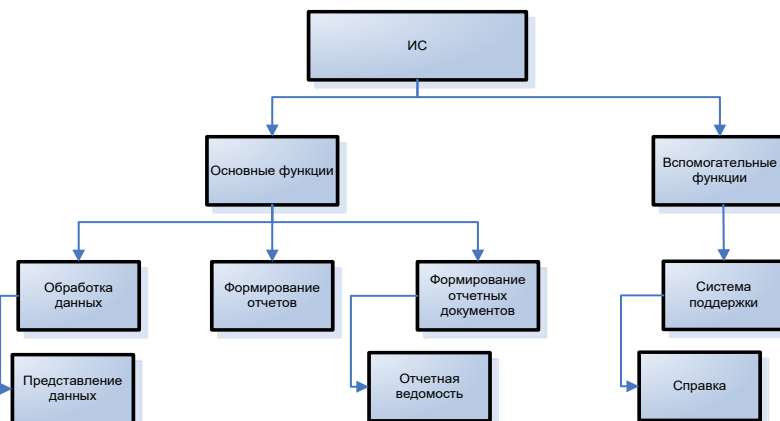 ИС
Основные функции
Вспомогательные
функции
Обработка
данных
Формирование
отчетов
Формирование
отчетных
документов
Система
поддержки
Представление
данных
Отчетная
ведомость
Справка